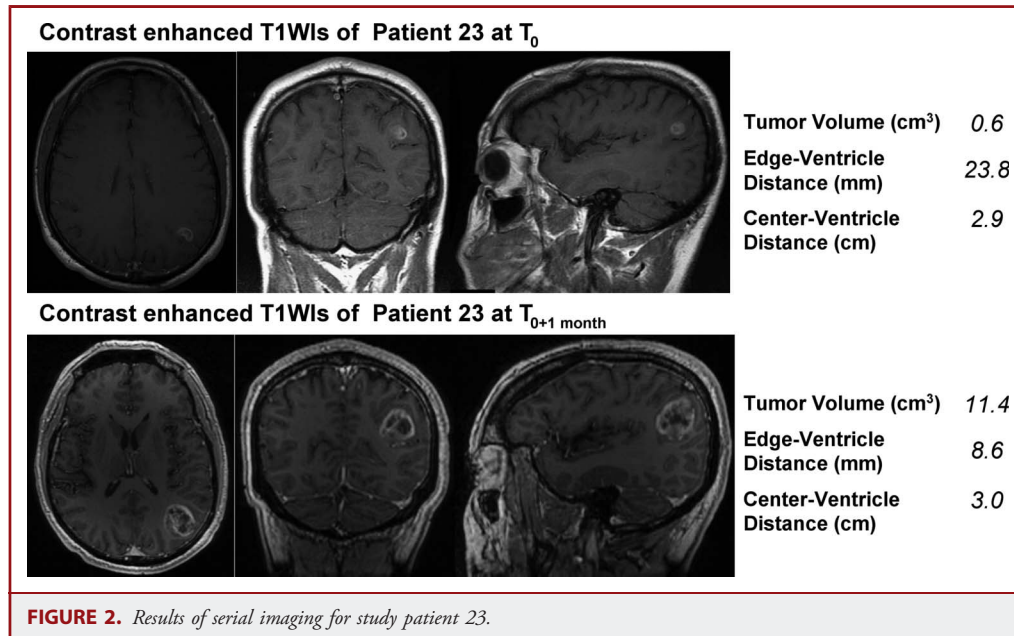 Contrast enhanced T1WIs of Patient 23 at T0
Tumor Volume (cm³) 0.6
Edge-Ventricle
Distance (mm) 23.8
Center-Ventricle
Distance (cm) 2.9
Contrast enhanced T1WIs of Patient 23 at T0+1 month
Tumor Volume (cm³) 11.4
Edge-Ventricle
Distance (mm) 8.6
Center-Ventricle
Distance (cm) 3.0
FIGURE 2. Results of serial imaging for study patient 23.